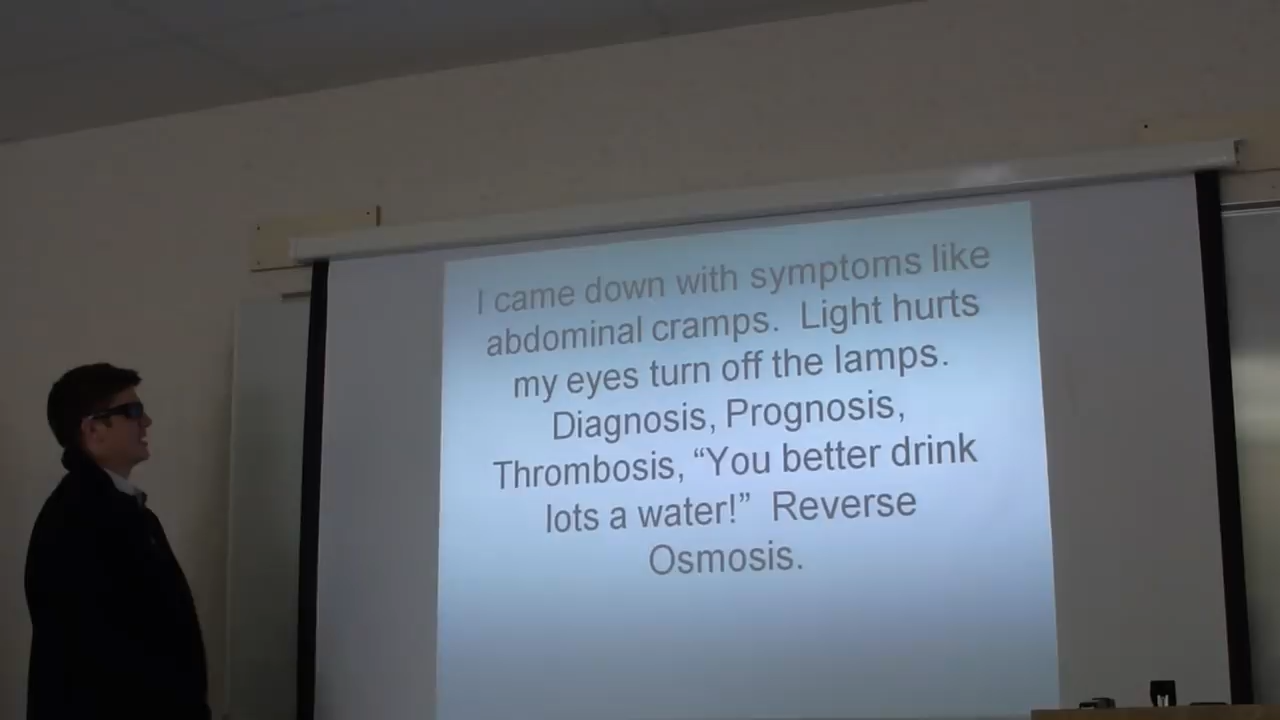 I came down with symptoms like
abdominal cramps.  Light hurts
my eyes turn off the lamps.
Diagnosis, Prognosis,
Thrombosis, “You better drink
lots a water!”  Reverse
Osmosis.